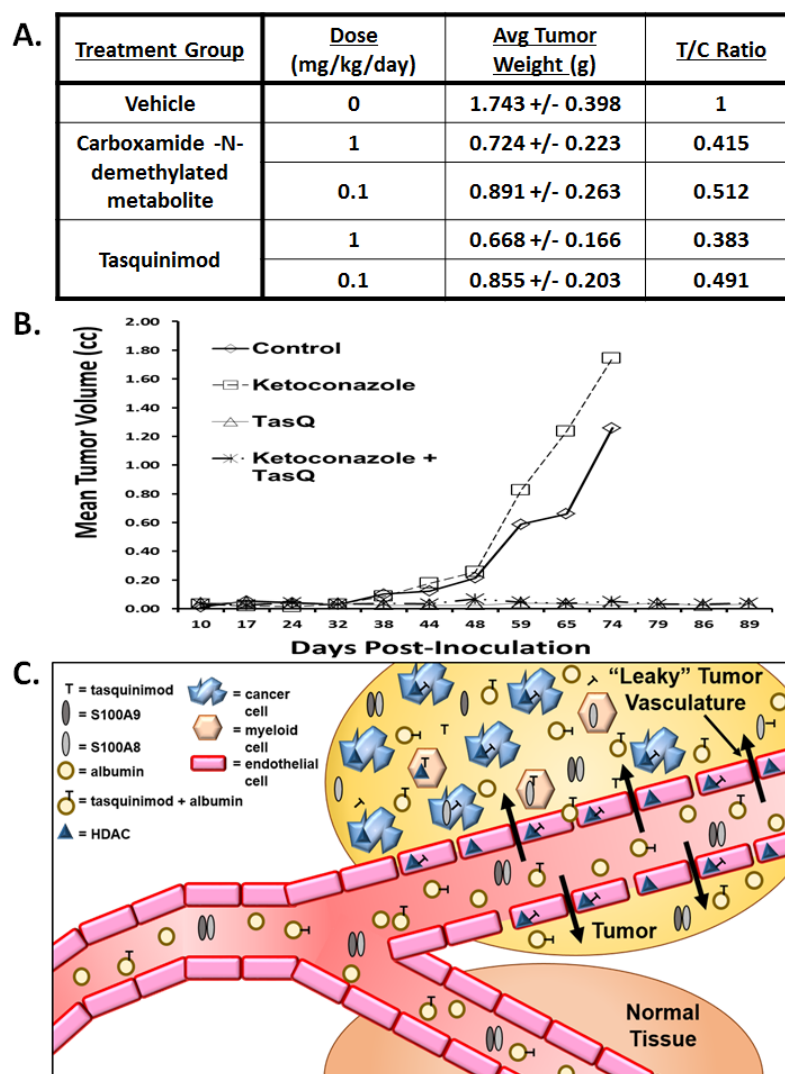 A.
Treatment Group
Dose
(mg/kg/day)
Avg Tumor
Weight (g)
T/C Ratio
Vehicle
0
1.743 +/- 0.398
1
Carboxamide -N-
demethylated
metabolite
1
0.724 +/- 0.223
0.415
0.1
0.891 +/- 0.263
0.512
Tasquinimod
1
0.668 +/- 0.166
0.383
0.1
0.855 +/- 0.203
0.491
B.
Mean Tumor Volume (cc)
2.00
1.80
1.60
1.40
1.20
1.00
0.80
0.60
0.40
0.20
0.00
Control
Ketoconazole
TasQ
Ketoconazole +
TasQ
10 17 24 32 38 44 48 59 65 74 79 86 89
Days Post-Inoculation
C.
T = tasquinimod
= S100A9
= S100A8
= albumin
T
= tasquinimod + albumin
= HDAC
= cancer
cell
= myeloid
cell
= endothelial
cell
"Leaky" Tumor
Vasculature
Tumor
Normal
Tissue